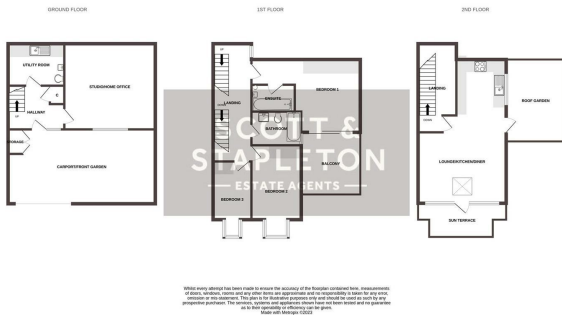 GROUND FLOOR
1ST FLOOR
2ND FLOOR
UTILITY ROOM
STUDIO/HOME OFFICE
C
HALLWAY
UP
STORAGE
CARPORT/FRONT GARDEN
UP
LANDING
DOWN
BEDROOM 1
ENSUITE
BATHROOM
BALCONY
BEDROOM 2
BEDROOM 3
LANDING
DOWN
ROOF GARDEN
LOUNGE/KITCHEN/DINER
SUN TERRACE
SCOTT &
STAPLETON
ESTATE AGENTS
Whilst every attempt has been made to ensure the accuracy of the floorplan contained here, measurements
of doors, windows, rooms and any other items are approximate and no responsibility is taken for any error,
omission or mis-statement. This plan is for illustrative purposes only and should be used as such by any
prospective purchaser. The services, systems and appliances shown have not been tested and no guarantee
as to their operability or efficiency can be given.
Made with Metropix ©2023